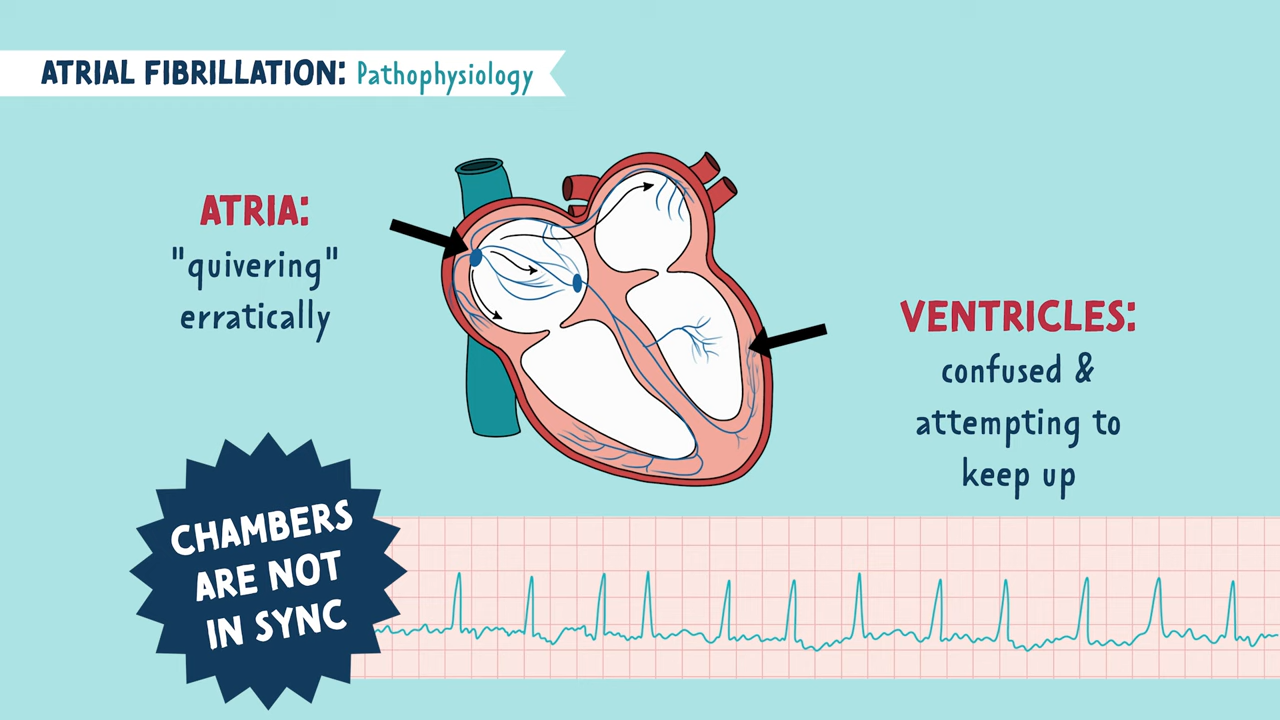 ATRIAL FIBRILLATION: Pathophysiology
ATRIA:
"quivering"
erratically
VENTRICLES:
confused &
attempting to
keep up
CHAMBERS
ARE NOT
IN SYNC